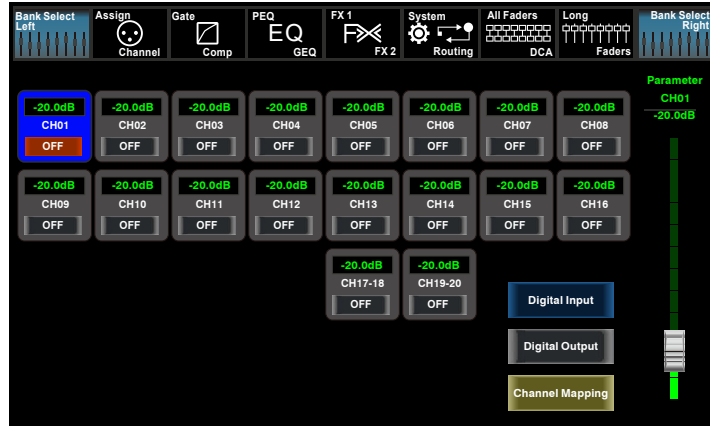 Bank Select
Left
Assign
Channel
Gate
Comp
PEQ
EQ
GEQ
FX 1
FX
FX 2
System
Routing
All Faders
DCA
Long
Faders
Bank Select
Right
Parameter
CH01
-20.0dB
-20.0dB -20.0dB -20.0dB -20.0dB -20.0dB -20.0dB -20.0dB -20.0dB
CH01 CH02 CH03 CH04 CH05 CH06 CH07 CH08
OFF OFF OFF OFF OFF OFF OFF OFF
-20.0dB -20.0dB -20.0dB -20.0dB -20.0dB -20.0dB -20.0dB -20.0dB
CH09 CH10 CH11 CH12 CH13 CH14 CH15 CH16
OFF OFF OFF OFF OFF OFF OFF OFF
-20.0dB -20.0dB
CH17-18 CH19-20
OFF OFF
Digital Input
Digital Output
Channel Mapping